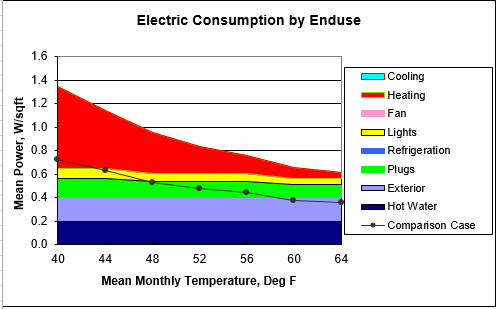 Electric Consumption by Enduse
Mean Power, W/sqft
1.6
1.4
1.2
1.0
0.8
0.6
0.4
0.2
0.0
40 44 48 52 56 60 64
Mean Monthly Temperature, Deg F
Cooling
Heating
Fan
Lights
Refrigeration
Plugs
Exterior
Hot Water
Comparison Case